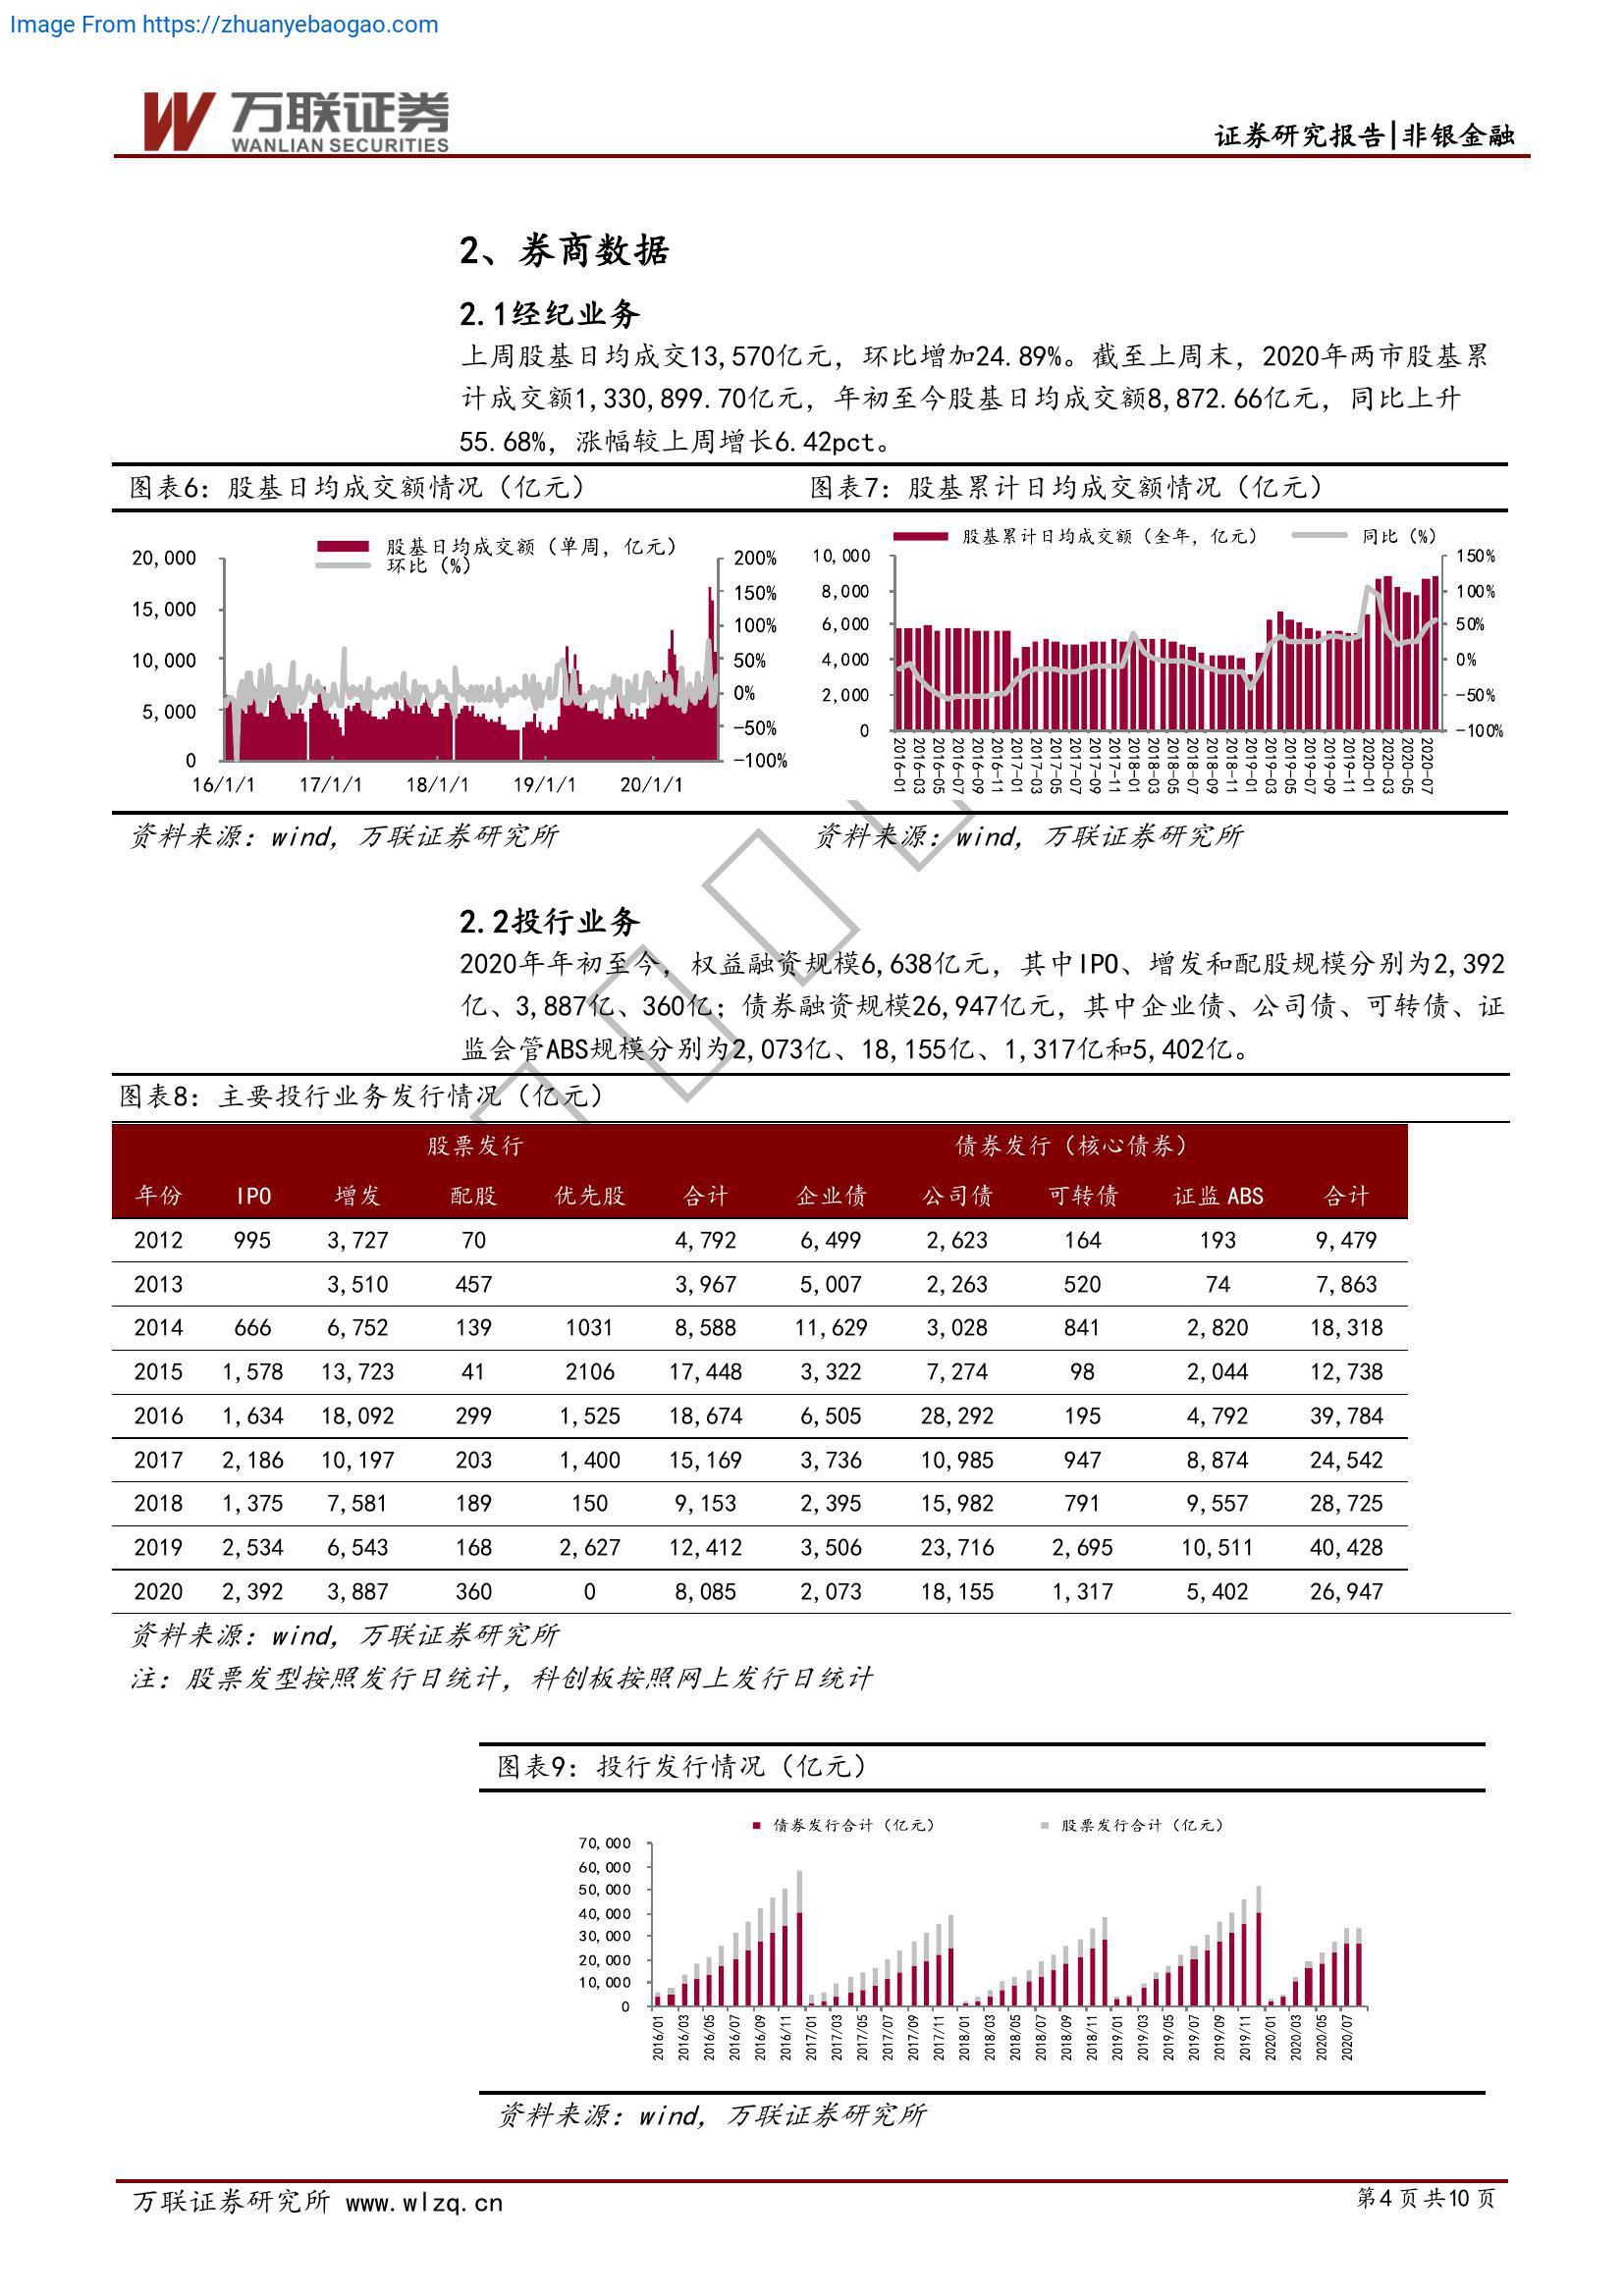 Image From https://zhuanyebaogao.com
万联证券
WANLIAN SECURITIES
证券研究报告|非银金融
2、券商数据
2.1经纪业务
上周股基日均成交13,570亿元，环比增加24.89%。截至上周末，2020年两市股基累
计成交额1,330,899.70亿元，年初至今股基日均成交额8,872.66亿元，同比上升
55.68%，涨幅较上周增长6.42pct。
图表6：股基日均成交额情况（亿元）
股基日均成交额（单周，亿元）
环比（%）
20,000
15,000
10,000
5,000
0
200%
150%
100%
50%
0%
-50%
-100%
16/1/1 17/1/1 18/1/1 19/1/1 20/1/1
图表7：股基累计日均成交额情况（亿元）
股基累计日均成交额（全年，亿元） 同比（%）
10,000
8,000
6,000
4,000
2,000
0
150%
100%
50%
0%
-50%
-100%
2016-01 2016-03 2016-05 2016-07 2016-09 2016-11 2017-01 2017-03 2017-05 2017-07 2017-09 2017-11 2018-01 2018-03 2018-05 2018-07 2018-09 2018-11 2019-01 2019-03 2019-05 2019-07 2019-09 2019-11 2020-01 2020-03 2020-05 2020-07
资料来源：wind，万联证券研究所
资料来源：wind，万联证券研究所
2.2投行业务
2020年年初至今，权益融资规模6,638亿元，其中IPO、增发和配股规模分别为2,392
亿、3,887亿、360亿；债券融资规模26,947亿元，其中企业债、公司债、可转债、证
监会管ABS规模分别为2,073亿、18,155亿、1,317亿和5,402亿。
图表8：主要投行业务发行情况（亿元）
股票发行 债券发行（核心债券）
年份 IPO 增发 配股 优先股 合计 企业债 公司债 可转债 证监 ABS 合计
2012 995 3,727 70 4,792 6,499 2,623 164 193 9,479
2013 3,510 457 3,967 5,007 2,263 520 74 7,863
2014 666 6,752 139 1031 8,588 11,629 3,028 841 2,820 18,318
2015 1,578 13,723 41 2106 17,448 3,322 7,274 98 2,044 12,738
2016 1,634 18,092 299 1,525 18,674 6,505 28,292 195 4,792 39,784
2017 2,186 10,197 203 1,400 15,169 3,736 10,985 947 8,874 24,542
2018 1,375 7,581 189 150 9,153 2,395 15,982 791 9,557 28,725
2019 2,534 6,543 168 2,627 12,412 3,506 23,716 2,695 10,511 40,428
2020 2,392 3,887 360 0 8,085 2,073 18,155 1,317 5,402 26,947
资料来源：wind，万联证券研究所
注：股票发型按照发行日统计，科创板按照网上发行日统计
图表9：投行发行情况（亿元）
债券发行合计（亿元） 股票发行合计（亿元）
70,000
60,000
50,000
40,000
30,000
20,000
10,000
0
2016/01 2016/03 2016/05 2016/07 2016/09 2016/11 2017/01 2017/03 2017/05 2017/07 2017/09 2017/11 2018/01 2018/03 2018/05 2018/07 2018/09 2018/11 2019/01 2019/03 2019/05 2019/07 2019/09 2019/11 2020/01 2020/03 2020/05 2020/07
资料来源：wind，万联证券研究所
万联证券研究所 www.wlzq.cn
第4 页 共10 页